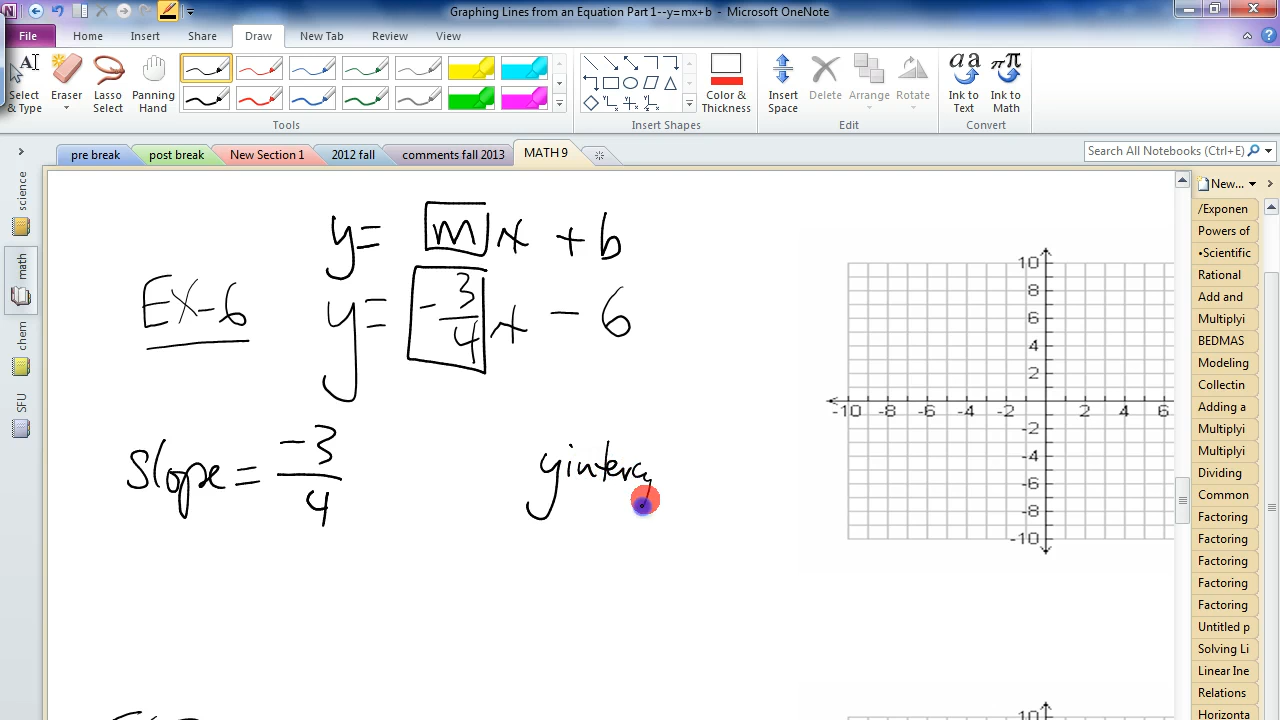 Graphing Lines from an Equation Part 1--y=mx+b - Microsoft OneNote
File Home Insert Share Draw New Tab Review View
Select & Type Eraser Lasso Select Panning Hand Color & Thickness Insert Space Delete Arrange Rotate Ink to Text Ink to Math
Tools Insert Shapes Edit Convert
pre break post break New Section 1 2012 fall comments fall 2013 MATH 9 Search All Notebooks (Ctrl+E)
science
math
chem
SFU
y= mx + b
EX-6 y= -3/4 x - 6
Slope = -3/4
yinterc
10
8
6
4
2
-10 -8 -6 -4 -2 2 4 6
-2
-4
-6
-8
-10
10
New...
/Exponen
Powers of
•Scientific
Rational
Add and
Multiplyi
BEDMAS
Modeling
Collectin
Adding a
Multiplyi
Multiplyi
Dividing
Common
Factoring
Factoring
Factoring
Factoring
Factoring
Untitled p
Solving Li
Linear Ine
Relations
Horizonta